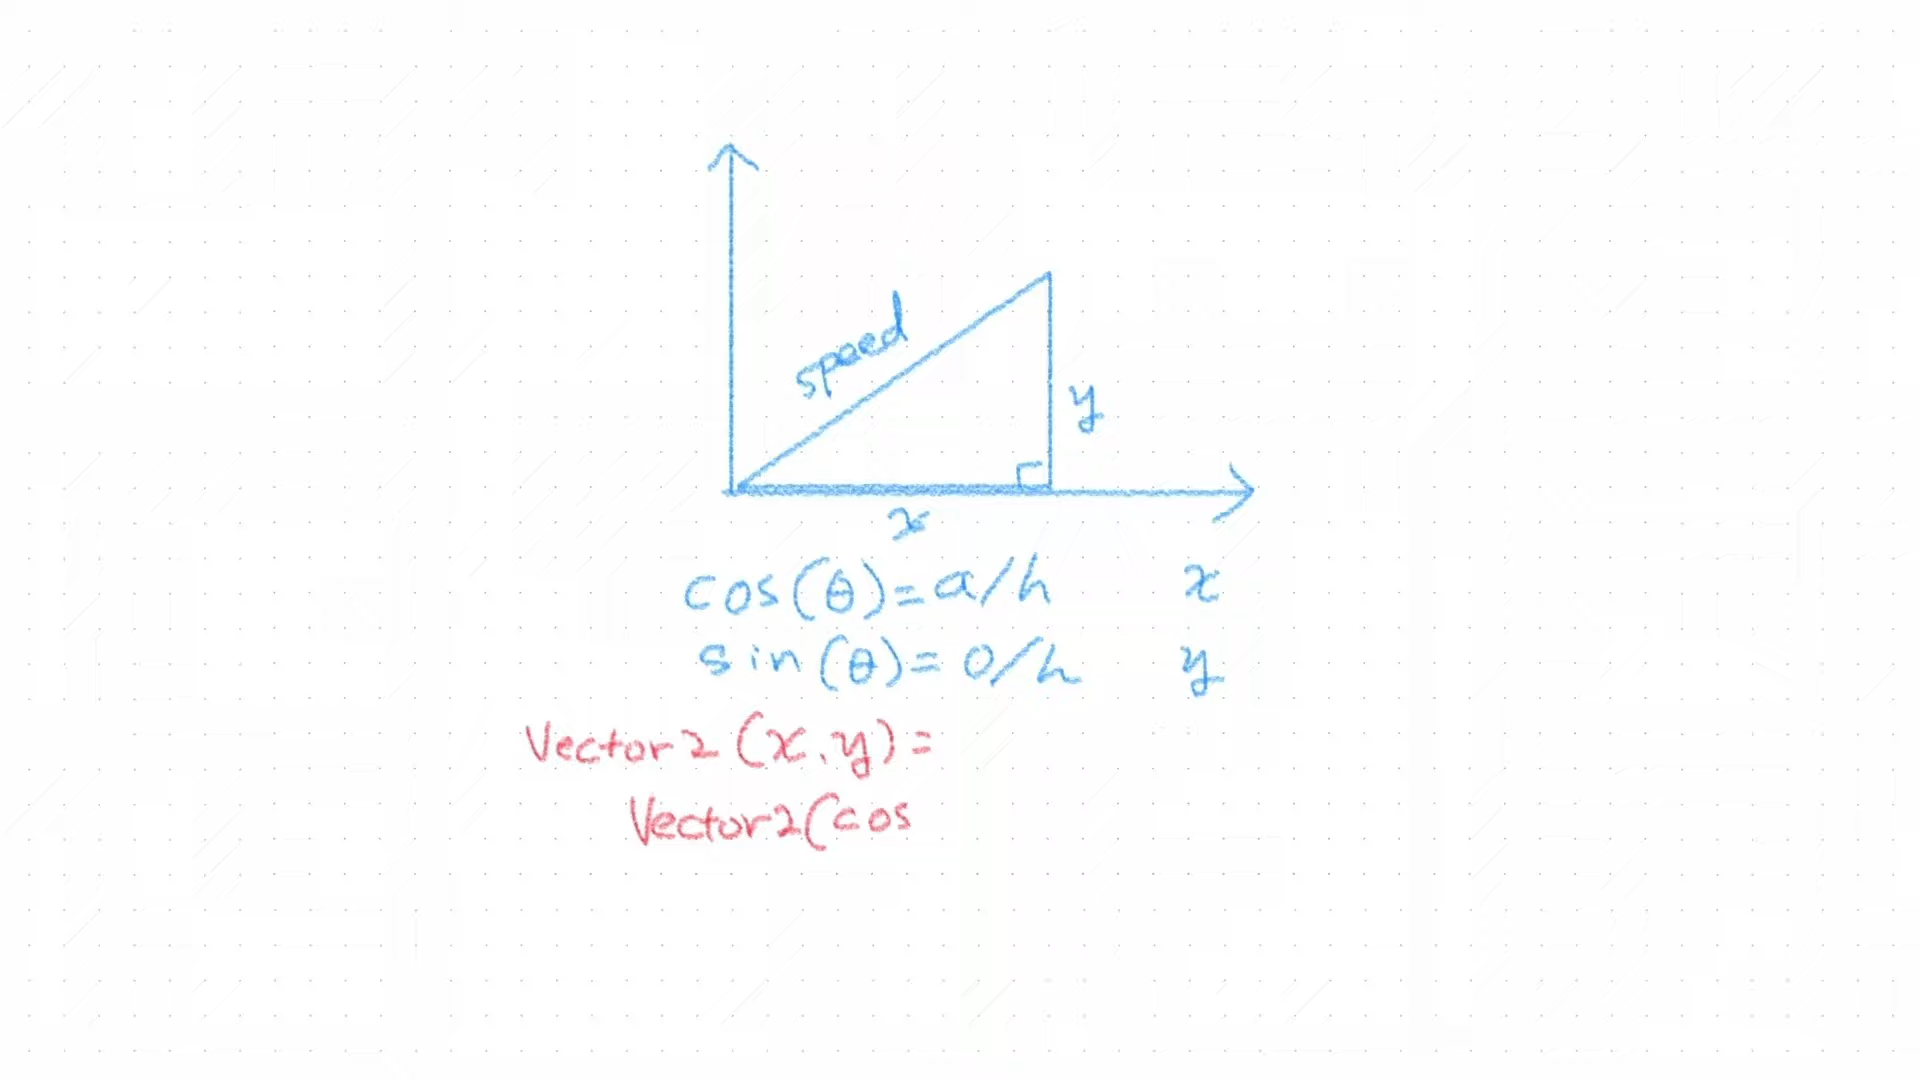 speed
y
x
cos(θ)=a/h x
sin(θ)=o/h y
Vector2(x,y)=
Vector2(cos